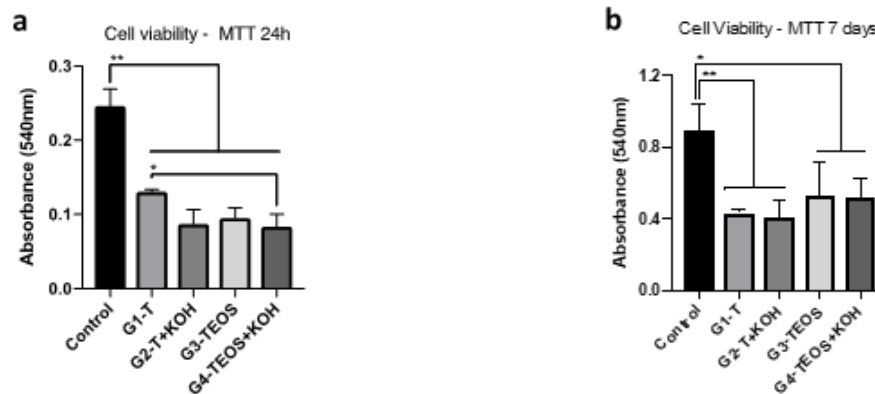 a
Cell viability - MTT 24h
**
*
Absorbance (540nm)
0.3
0.2
0.1
0.0
Control
G1-T
G2-T+KOH
G3-TEOS
G4-TEOS+KOH
b
Cell Viability - MTT 7 days
*
**
Absorbance (540nm)
1.2
0.8
0.4
0.0
Control
G1-T
G2-T+KOH
G3-TEOS
G4-TEOS+KOH